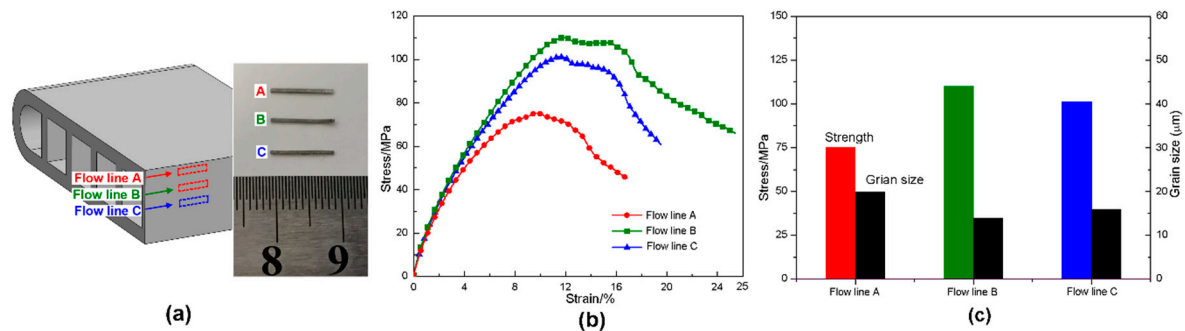 (a)
Flow line A
Flow line B
Flow line C
A
B
C
8 9
(b)
Stress/MPa
120
100
80
60
40
20
0
0 4 8 12 16 20 24 25
Strain/%
Flow line A
Flow line B
Flow line C
(c)
Stress/MPa
150
125
100
75
50
25
0
Strength
Grian size
Flow line A Flow line B Flow line C
60
50
40
30
20
10
0
Grain size (μm)